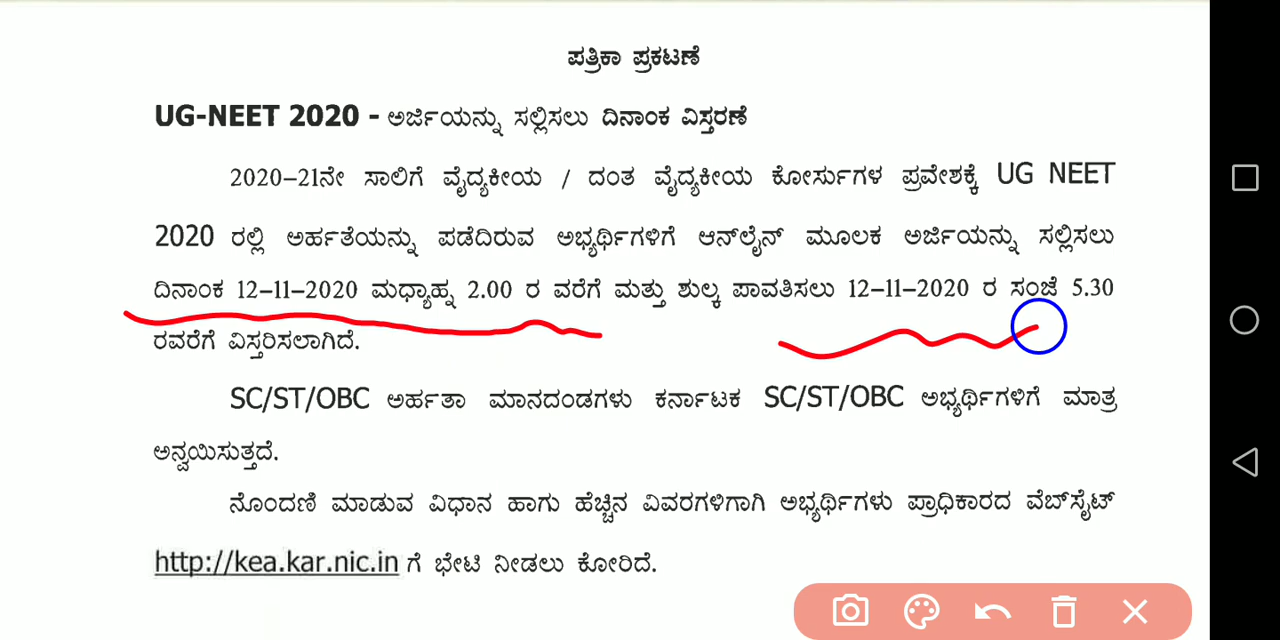 ಪತ್ರಿಕಾ ಪ್ರಕಟಣೆ
UG-NEET 2020 - ಅರ್ಜಿಯನ್ನು ಸಲ್ಲಿಸಲು ದಿನಾಂಕ ವಿಸ್ತರಣೆ
2020–21ನೇ ಸಾಲಿಗೆ ವೈದ್ಯಕೀಯ / ದಂತ ವೈದ್ಯಕೀಯ ಕೋರ್ಸುಗಳ ಪ್ರವೇಶಕ್ಕೆ UG NEET
2020 ರಲ್ಲಿ ಅರ್ಹತೆಯನ್ನು ಪಡೆದಿರುವ ಅಭ್ಯರ್ಥಿಗಳಿಗೆ ಆನ್‌ಲೈನ್ ಮೂಲಕ ಅರ್ಜಿಯನ್ನು ಸಲ್ಲಿಸಲು
ದಿನಾಂಕ 12–11–2020 ಮಧ್ಯಾಹ್ನ 2.00 ರ ವರೆಗೆ ಮತ್ತು ಶುಲ್ಕ ಪಾವತಿಸಲು 12–11–2020 ರ ಸಂಜೆ 5.30
ರವರೆಗೆ ವಿಸ್ತರಿಸಲಾಗಿದೆ.
SC/ST/OBC ಅರ್ಹತಾ ಮಾನದಂಡಗಳು ಕರ್ನಾಟಕ SC/ST/OBC ಅಭ್ಯರ್ಥಿಗಳಿಗೆ ಮಾತ್ರ
ಅನ್ವಯಿಸುತ್ತದೆ.
ನೊಂದಣಿ ಮಾಡುವ ವಿಧಾನ ಹಾಗು ಹೆಚ್ಚಿನ ವಿವರಗಳಿಗಾಗಿ ಅಭ್ಯರ್ಥಿಗಳು ಪ್ರಾಧಿಕಾರದ ವೆಬ್‌ಸೈಟ್
http://kea.kar.nic.in ಗೆ ಭೇಟಿ ನೀಡಲು ಕೋರಿದೆ.